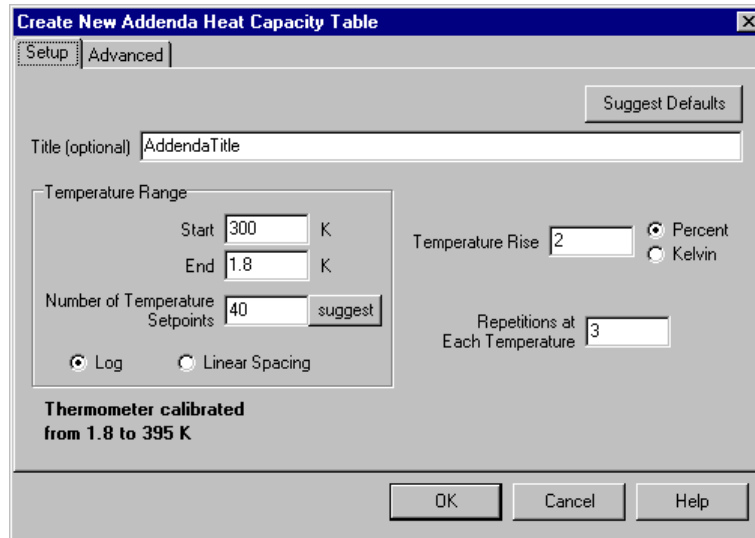 Create New Addenda Heat Capacity Table
Setup Advanced
Suggest Defaults
Title (optional) AddendaTitle
Temperature Range
Start 300 K
End 1.8 K
Number of Temperature
Setpoints 40 suggest
Log Linear Spacing
Temperature Rise 2 Percent
Kelvin
Repetitions at
Each Temperature 3
Thermometer calibrated
from 1.8 to 395 K
OK Cancel Help